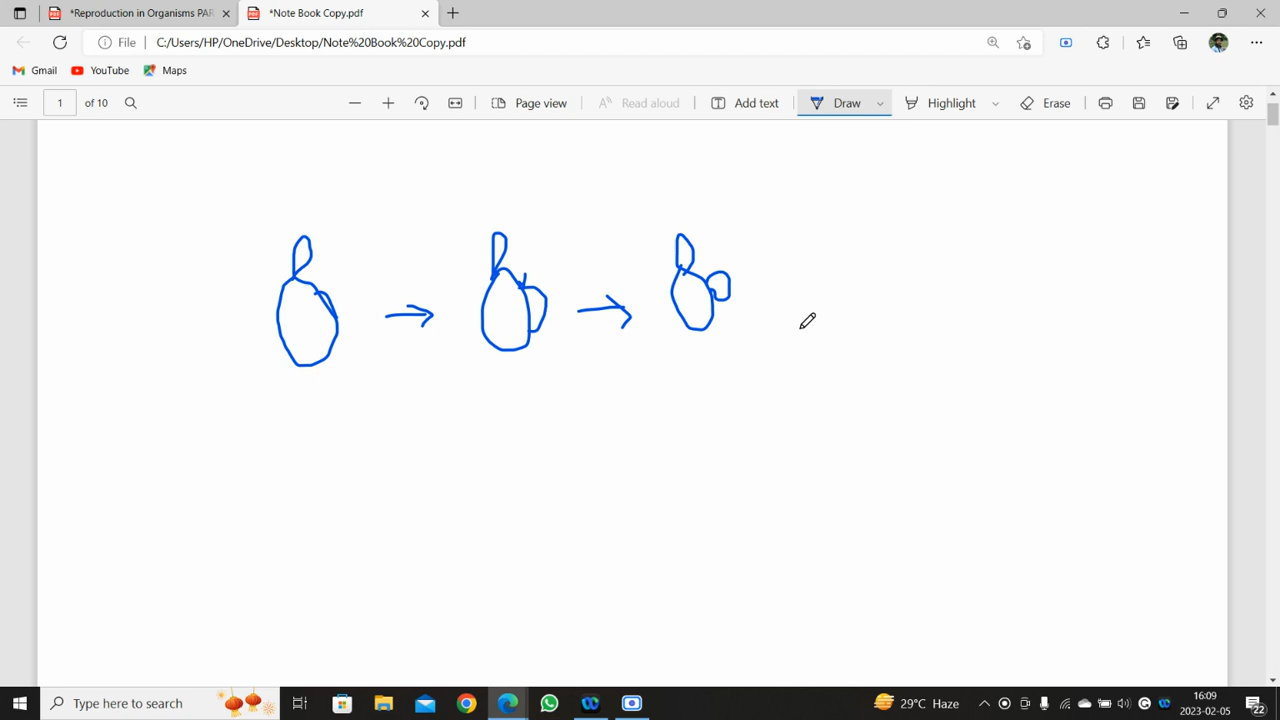 *Reproduction in Organisms PAR
*Note Book Copy.pdf
File C:/Users/HP/OneDrive/Desktop/Note%20Book%20Copy.pdf
Gmail YouTube Maps
1 of 10 Page view Read aloud Add text Draw Highlight Erase
Type here to search 29°C Haze 16:09
2023-02-05 22